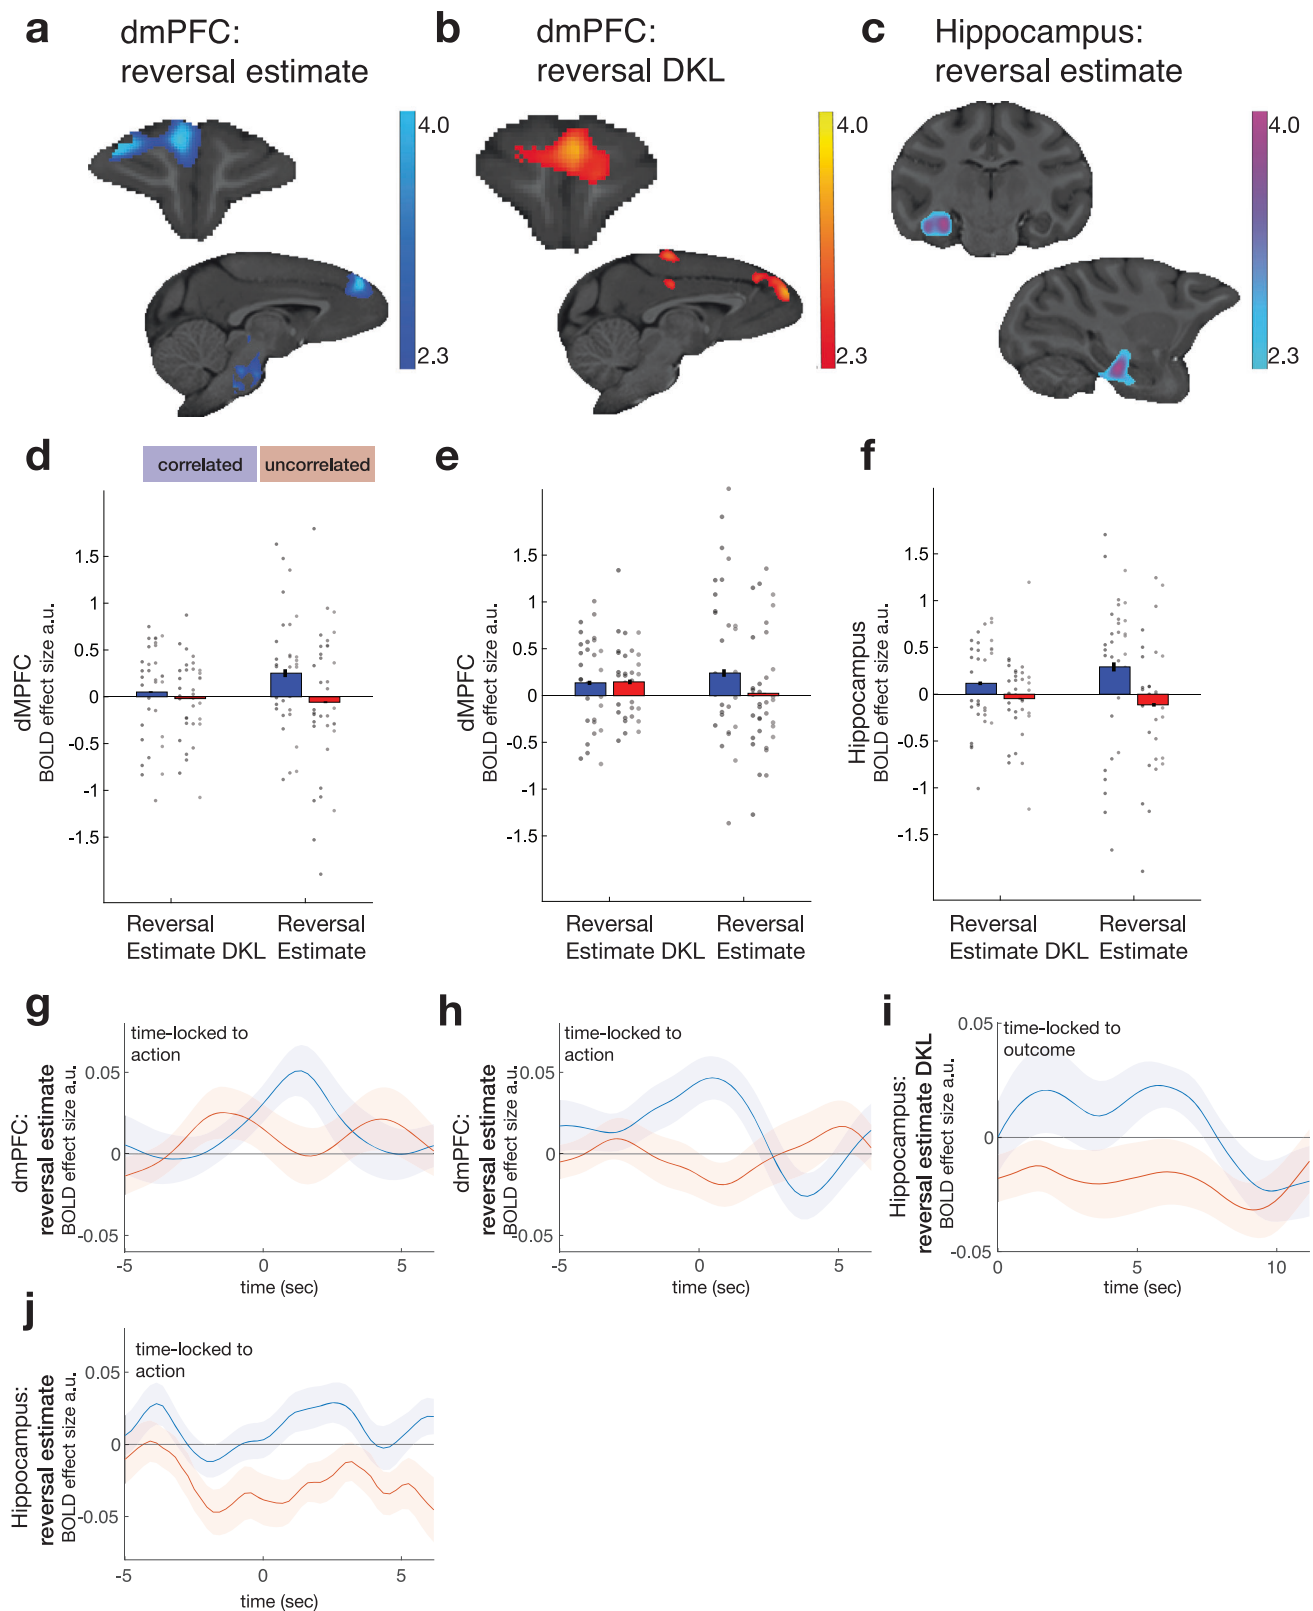 a
dmPFC:
reversal estimate
4.0
2.3
b
dmPFC:
reversal DKL
4.0
2.3
c
Hippocampus:
reversal estimate
4.0
2.3
d
correlated
uncorrelated
dMPFC
BOLD effect size a.u.
1.5
1
0.5
0
-0.5
-1
-1.5
Reversal
Estimate DKL
Reversal
Estimate
e
dMPFC
BOLD effect size a.u.
1.5
1
0.5
0
-0.5
-1
-1.5
Reversal
Estimate DKL
Reversal
Estimate
f
Hippocampus
BOLD effect size a.u.
1.5
1
0.5
0
-0.5
-1
-1.5
Reversal
Estimate DKL
Reversal
Estimate
g
time-locked to
action
dmPFC:
reversal estimate
BOLD effect size a.u.
0.05
0
-0.05
-5
0
5
time (sec)
h
time-locked to
action
dmPFC:
reversal estimate
BOLD effect size a.u.
0.05
0
-0.05
-5
0
5
time (sec)
i
time-locked to
outcome
Hippocampus:
reversal estimate DKL
BOLD effect size a.u.
0.05
0
-0.05
0
5
10
time (sec)
j
time-locked to
action
Hippocampus:
reversal estimate
BOLD effect size a.u.
0.05
0
-0.05
-5
0
5
time (sec)